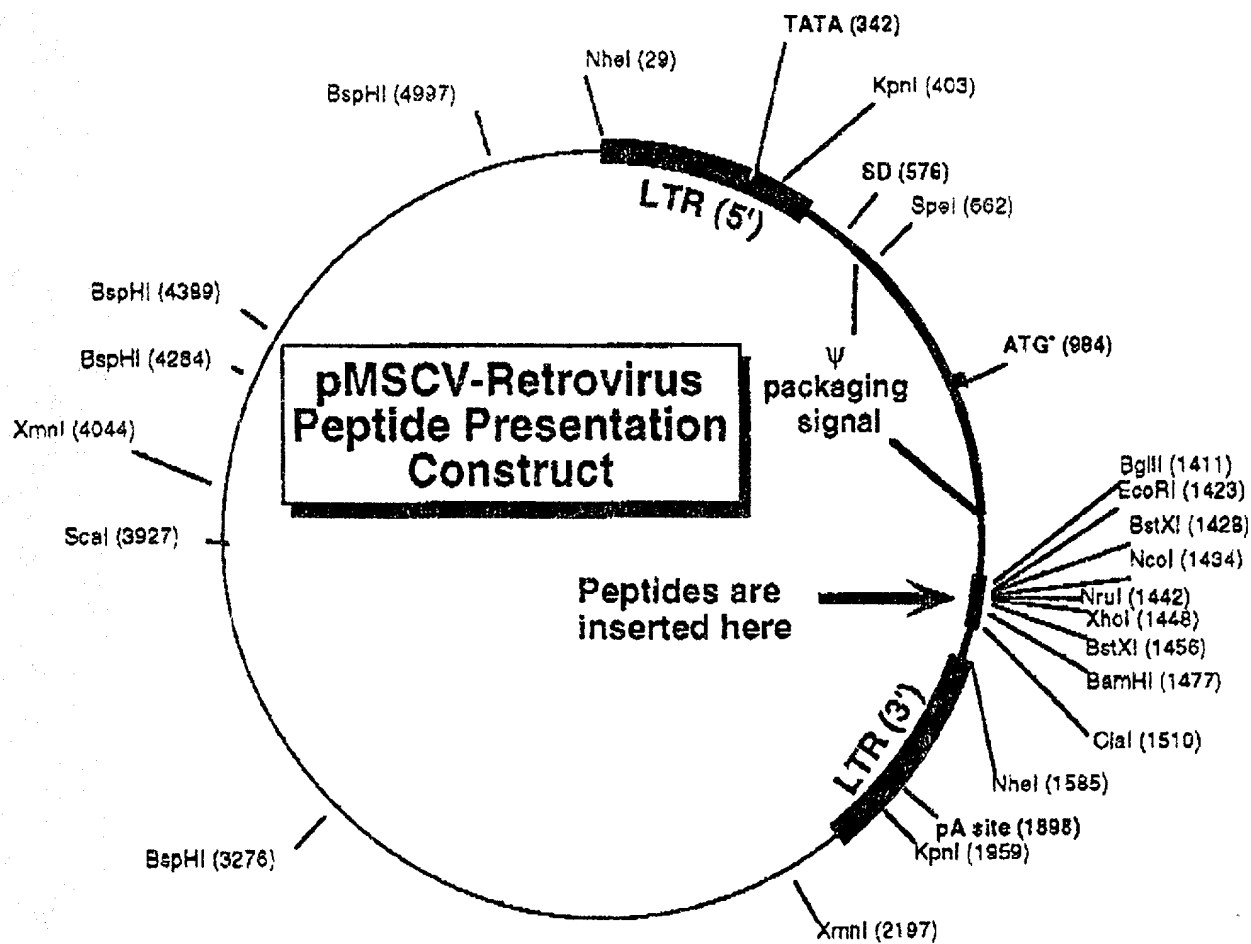 TATA (342)
NheI (29)
KpnI (403)
BspHI (4997)
SD (576)
SpeI (662)
LTR (5')
BspHI (4389)
ATG* (984)
BspHI (4284)
pMSCV-Retrovirus
Peptide Presentation
Construct
ψ
packaging
signal
XmnI (4044)
BglII (1411)
EcoRI (1423)
BstXI (1428)
ScaI (3927)
NcoI (1434)
Peptides are
inserted here
NruI (1442)
XhoI (1448)
BstXI (1456)
BamHI (1477)
LTR (3')
ClaI (1510)
NheI (1585)
pA site (1898)
KpnI (1959)
BspHI (3276)
XmnI (2197)